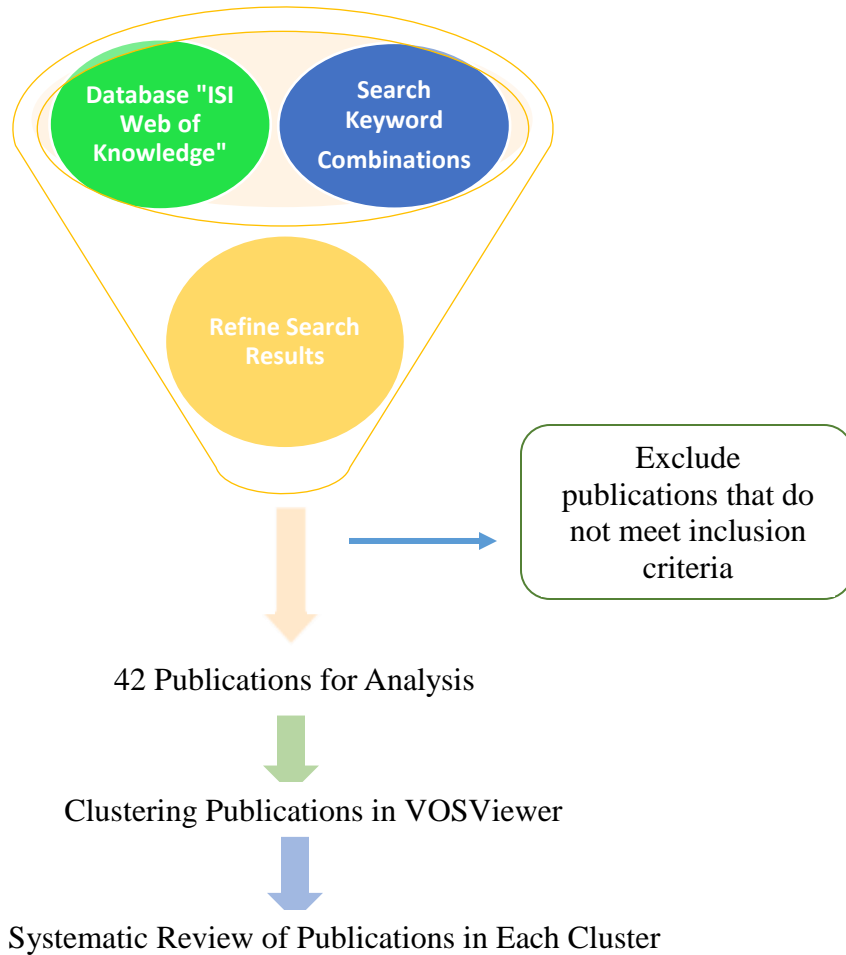 Database "ISI
Web of
Knowledge"
Search
Keyword
Combinations
Refine Search
Results
Exclude
publications that do
not meet inclusion
criteria
42 Publications for Analysis
Clustering Publications in VOSViewer
Systematic Review of Publications in Each Cluster